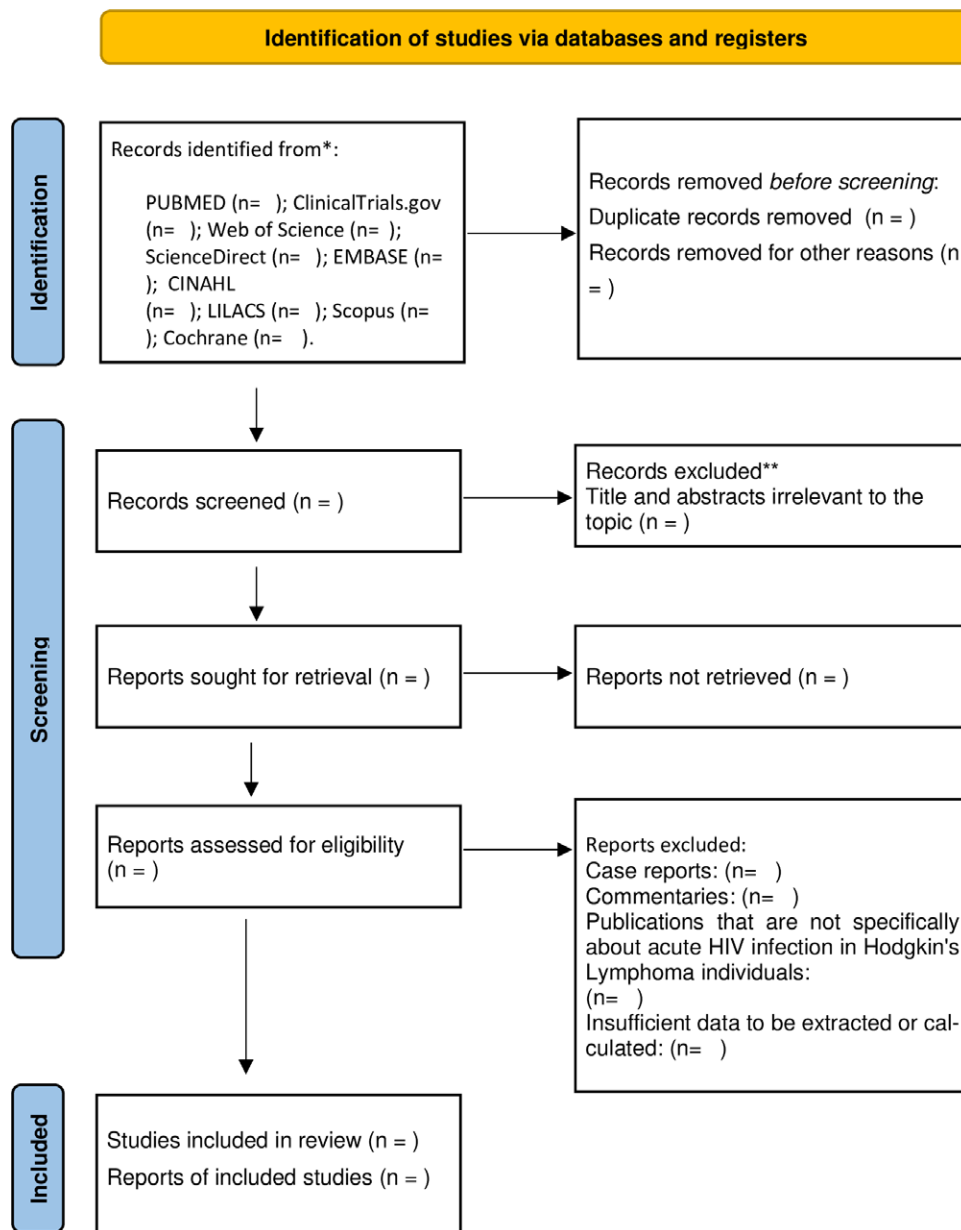 Identification of studies via databases and registers
Identification
Records identified from*:
PUBMED (n=   ); ClinicalTrials.gov
(n=   ); Web of Science (n=  );
ScienceDirect (n=   ); EMBASE (n=
); CINAHL
(n=   ); LILACS (n=   ); Scopus (n=
); Cochrane (n=   ).
Records removed before screening:
Duplicate records removed  (n = )
Records removed for other reasons (n
= )
Screening
Records screened (n = )
Records excluded**
Title and abstracts irrelevant to the
topic (n = )
Reports sought for retrieval (n = )
Reports not retrieved (n = )
Reports assessed for eligibility
(n = )
Reports excluded:
Case reports: (n=   )
Commentaries: (n=   )
Publications that are not specifically
about acute HIV infection in Hodgkin's
Lymphoma individuals:
(n=   )
Insufficient data to be extracted or cal-
culated: (n=   )
Included
Studies included in review (n = )
Reports of included studies (n = )